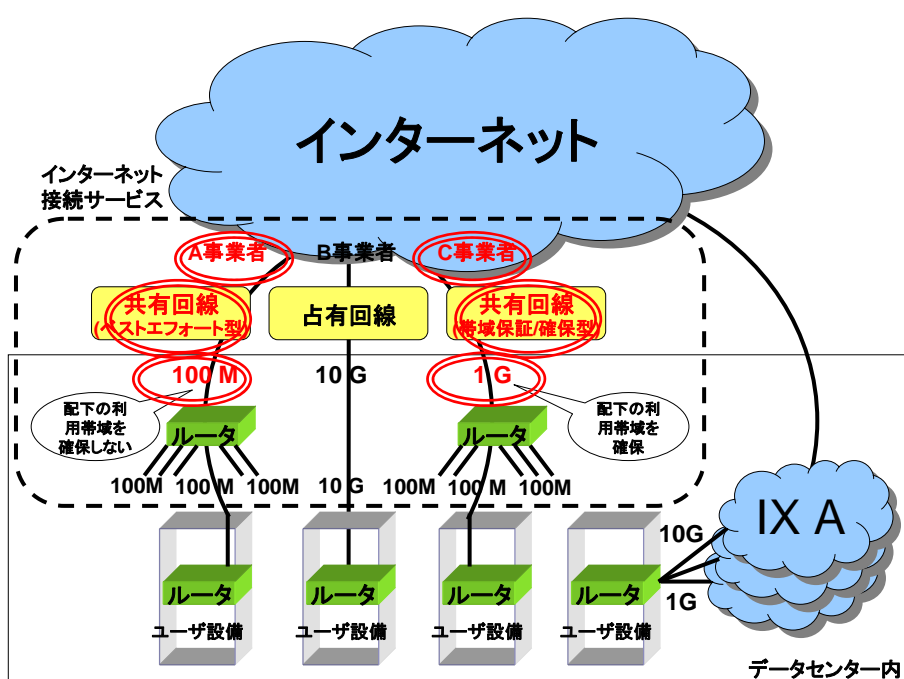 インターネット
インターネット
接続サービス
A事業者
B事業者
C事業者
共有回線
(ベストエフォート型)
占有回線
共有回線
(帯域保証/確保型)
100 M
10 G
1 G
配下の利
用帯域を
確保しない
ルータ
ルータ
配下の利
用帯域を
確保
100M
100 M
100M
10 G
100M
100 M
100M
IX A
10G
1G
ルータ
ルータ
ルータ
ルータ
ユーザ設備
ユーザ設備
ユーザ設備
ユーザ設備
データセンター内